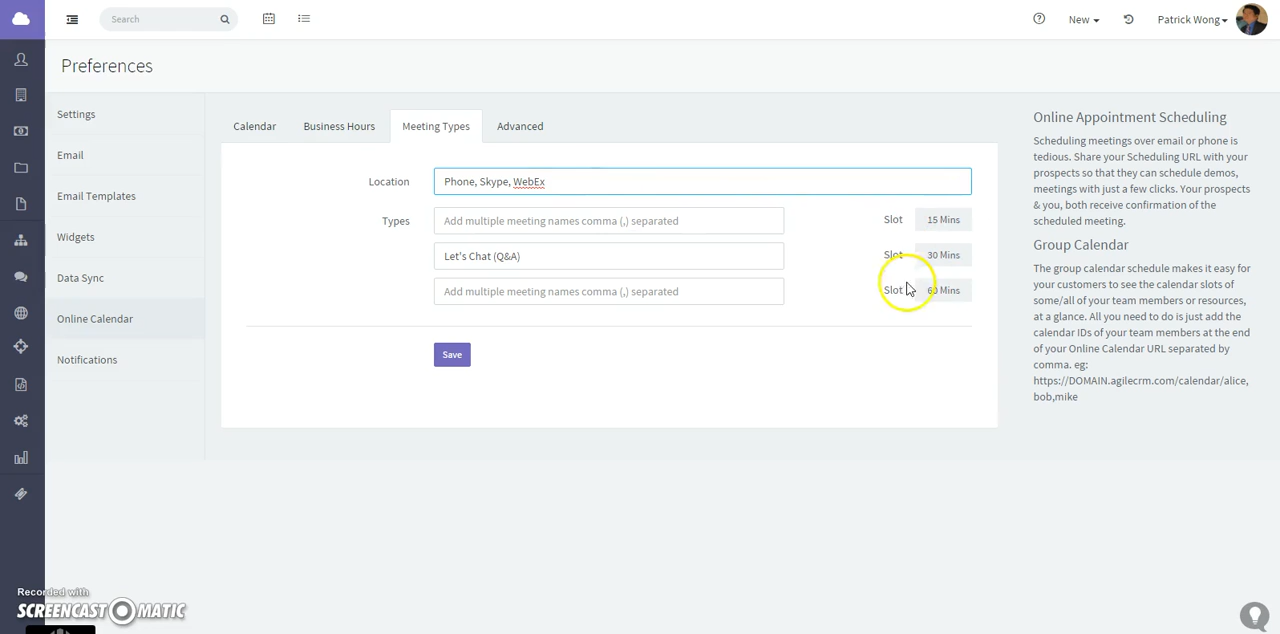 Search
New
Patrick Wong
Preferences
Settings
Email
Email Templates
Widgets
Data Sync
Online Calendar
Notifications
Calendar
Business Hours
Meeting Types
Advanced
Location
Phone, Skype, WebEx
Types
Add multiple meeting names comma (,) separated
Slot
15 Mins
Let's Chat (Q&A)
Slot
30 Mins
Add multiple meeting names comma (,) separated
Slot
60 Mins
Save
Online Appointment Scheduling
Scheduling meetings over email or phone is
tedious. Share your Scheduling URL with your
prospects so that they can schedule demos,
meetings with just a few clicks. Your prospects
& you, both receive confirmation of the
scheduled meeting.
Group Calendar
The group calendar schedule makes it easy for
your customers to see the calendar slots of
some/all of your team members or resources,
at a glance. All you need to do is just add the
calendar IDs of your team members at the end
of your Online Calendar URL separated by
comma. eg:
https://DOMAIN.agilecrm.com/calendar/alice,
bob,mike
Recorded with
SCREENCAST-O-MATIC